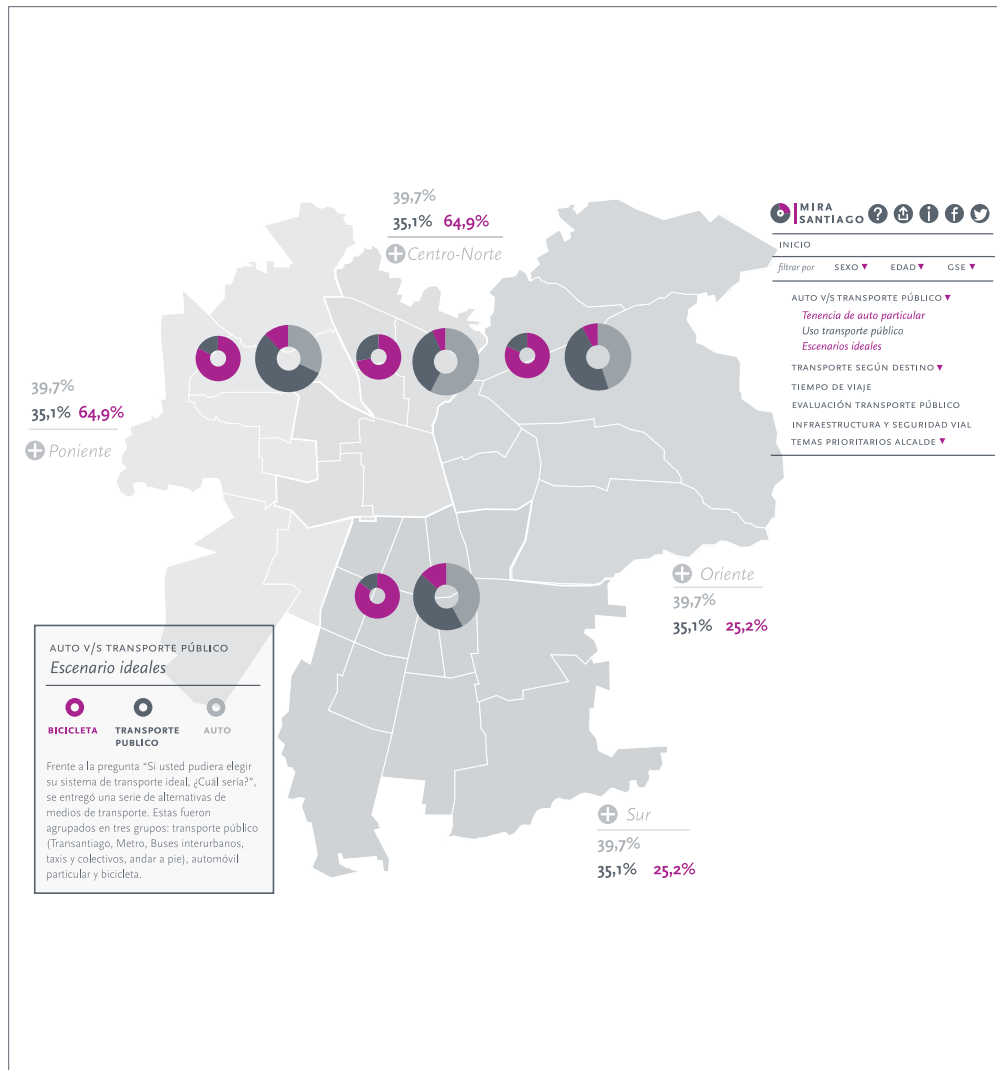 39,7%
35,1% 64,9%
Centro-Norte
MIRA
SANTIAGO
?
i
f
INICIO
filtrar por SEXO ▼ EDAD ▼ GSE ▼
AUTO V/S TRANSPORTE PÚBLICO ▼
Tenencia de auto particular
Uso transporte público
Escenarios ideales
TRANSPORTE SEGÚN DESTINO ▼
TIEMPO DE VIAJE
EVALUACIÓN TRANSPORTE PÚBLICO
INFRAESTRUCTURA Y SEGURIDAD VIAL
TEMAS PRIORITARIOS ALCALDE ▼
39,7%
35,1% 64,9%
Poniente
Oriente
39,7%
35,1% 25,2%
AUTO V/S TRANSPORTE PÚBLICO
Escenario ideales
BICICLETA TRANSPORTE AUTO
PUBLICO
Frente a la pregunta “Si usted pudiera elegir
su sistema de transporte ideal, ¿Cuál sería?”,
se entregó una serie de alternativas de
medios de transporte. Estas fueron
agrupados en tres grupos: transporte público
(Transantiago, Metro, Buses interurbanos,
taxis y colectivos, andar a pie), automóvil
particular y bicicleta.
Sur
39,7%
35,1% 25,2%